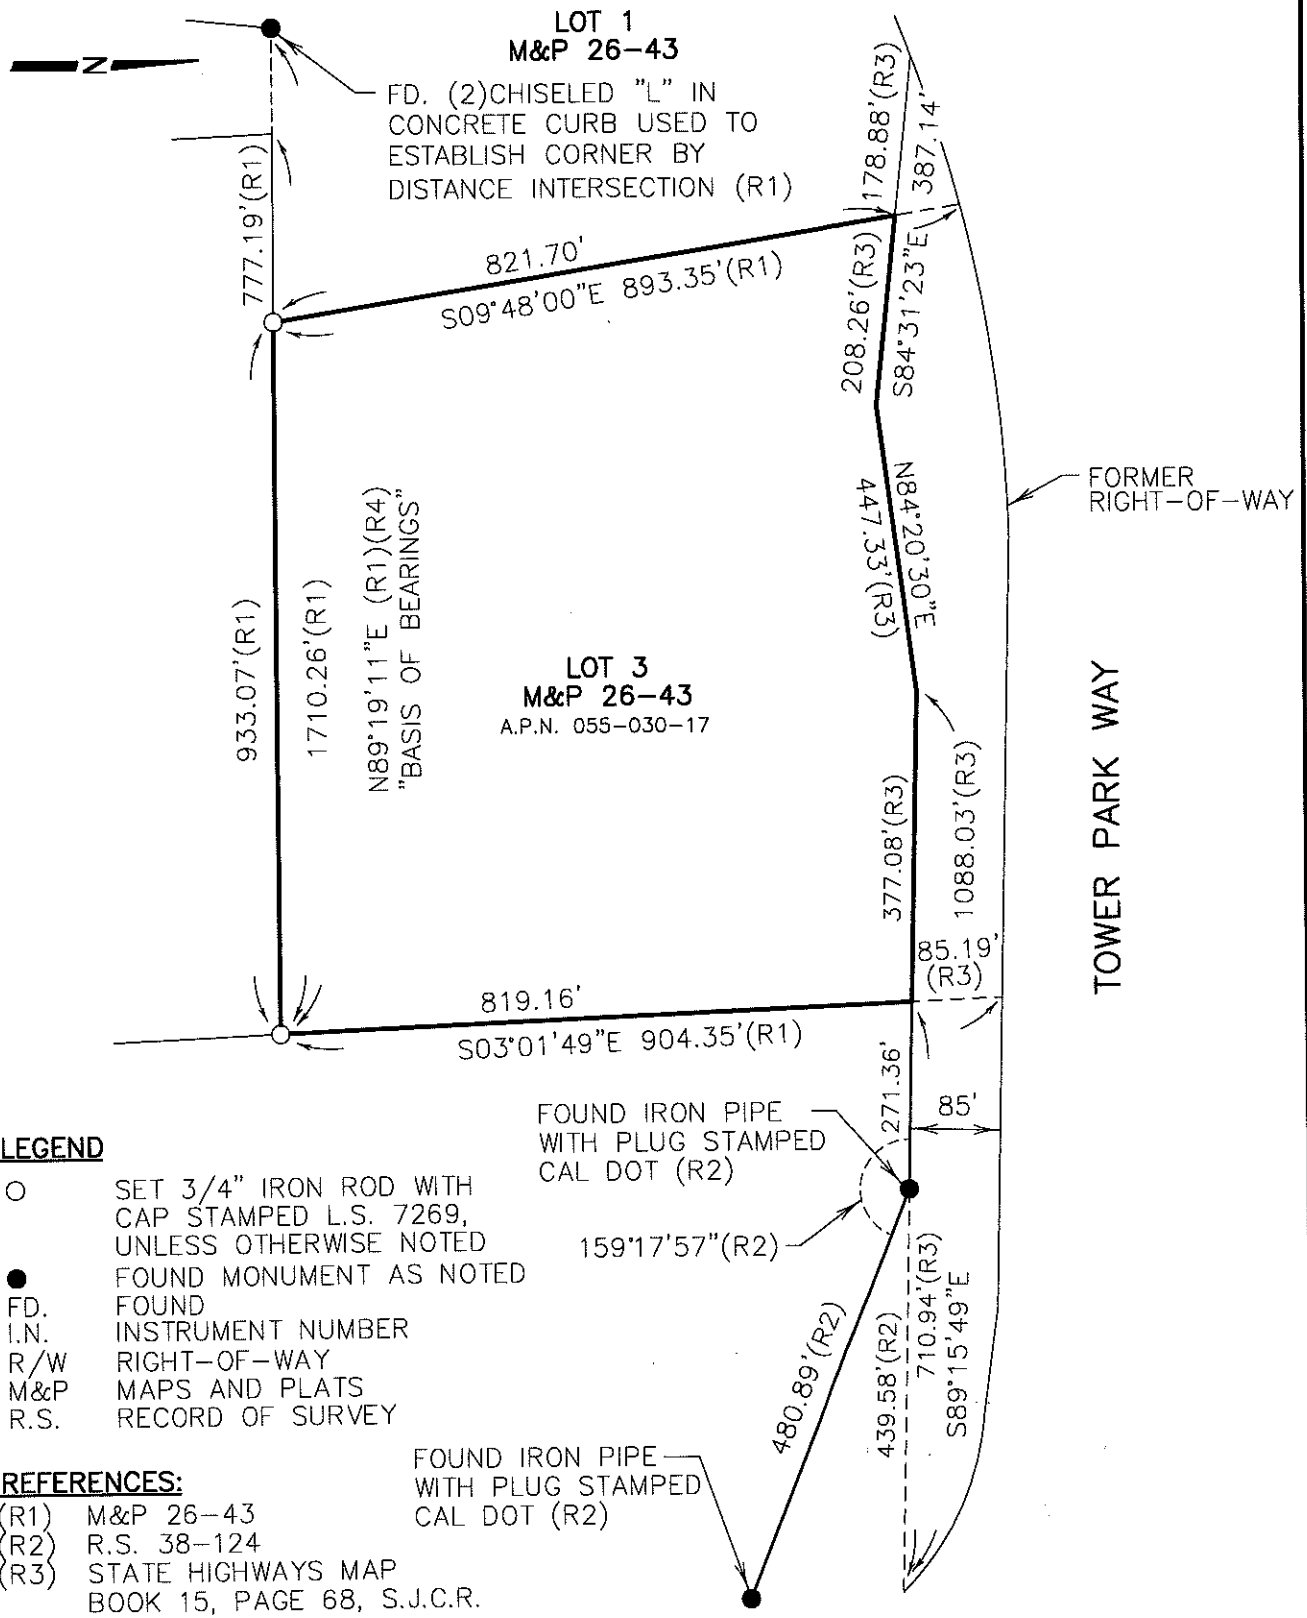 LOT 1
M&P 26-43
N
FD. (2)CHISELED "L" IN
CONCRETE CURB USED TO
ESTABLISH CORNER BY
DISTANCE INTERSECTION (R1)
777.19'(R1)
178.88'(R3)
387.14'
821.70'
S09°48'00"E 893.35'(R1)
208.26'(R3)
S84°31'23"E
FORMER
RIGHT-OF-WAY
N84°20'30"E
447.33'(R3)
933.07'(R1)
1710.26'(R1)
N89°19'11"E (R1)(R4)
"BASIS OF BEARINGS"
LOT 3
M&P 26-43
A.P.N. 055-030-17
TOWER PARK WAY
377.08'(R3)
1088.03'(R3)
85.19'
(R3)
819.16'
S03°01'49"E 904.35'(R1)
271.36'
85'
FOUND IRON PIPE
WITH PLUG STAMPED
CAL DOT (R2)
159°17'57"(R2)
480.89'(R2)
439.58'(R2)
710.94'(R3)
S89°15'49"E
FOUND IRON PIPE
WITH PLUG STAMPED
CAL DOT (R2)
LEGEND
SET 3/4" IRON ROD WITH
CAP STAMPED L.S. 7269,
UNLESS OTHERWISE NOTED
FOUND MONUMENT AS NOTED
FD. FOUND
I.N. INSTRUMENT NUMBER
R/W RIGHT-OF-WAY
M&P MAPS AND PLATS
R.S. RECORD OF SURVEY
REFERENCES:
(R1) M&P 26-43
(R2) R.S. 38-124
(R3) STATE HIGHWAYS MAP
BOOK 15, PAGE 68, S.J.C.R.